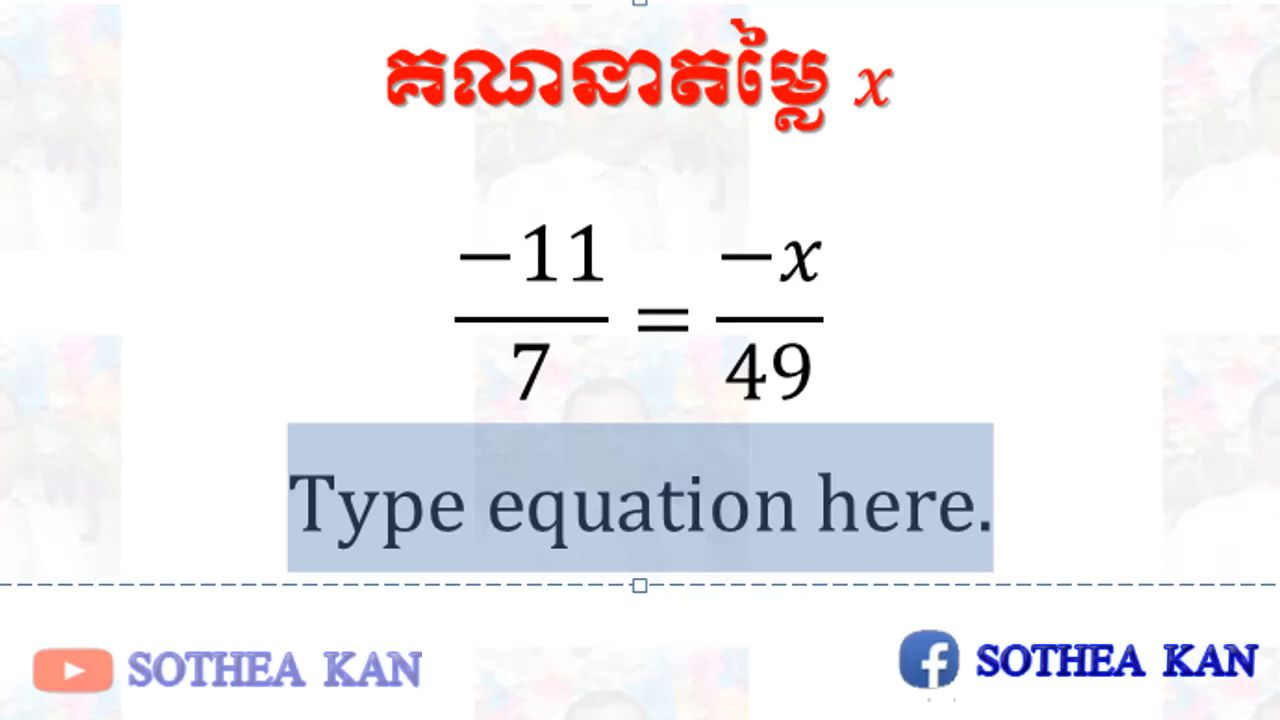 គណនាតម្លៃ x
−11/7 = −x/49
Type equation here.
SOTHEA KAN
SOTHEA KAN